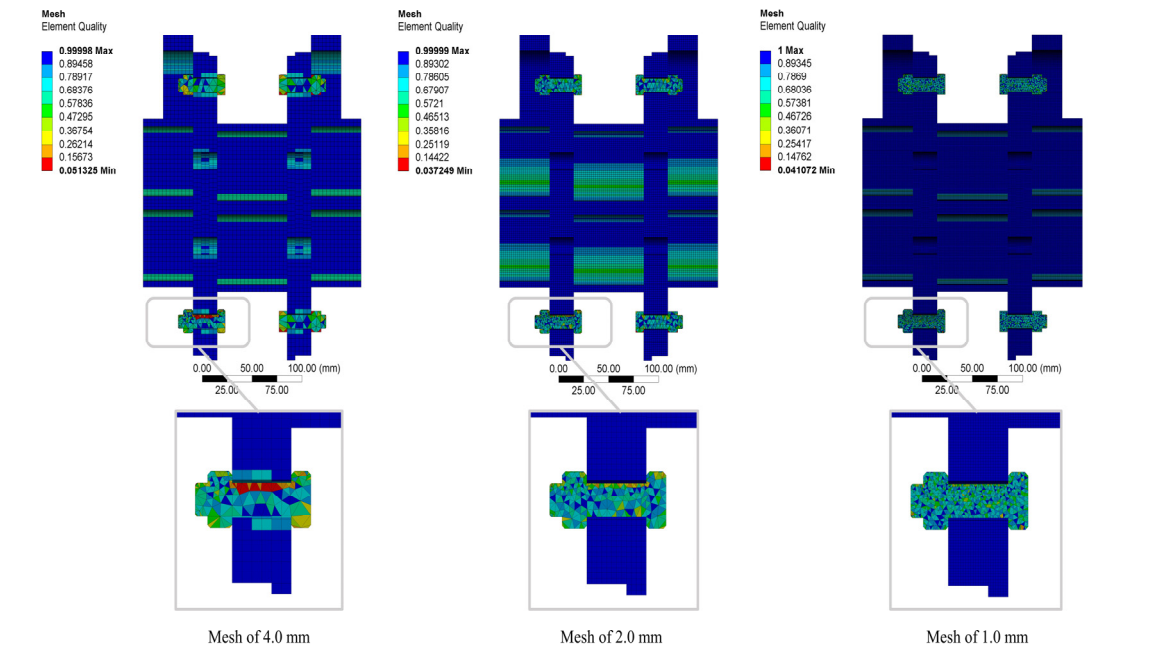 Mesh
Element Quality
0.99998 Max
0.89458
0.78917
0.68376
0.57836
0.47295
0.36754
0.26214
0.15673
0.051325 Min
0.00 50.00 100.00 (mm)
25.00 75.00
Mesh of 4.0 mm
Mesh
Element Quality
0.99999 Max
0.89302
0.78605
0.67907
0.5721
0.46513
0.35816
0.25119
0.14422
0.037249 Min
0.00 50.00 100.00 (mm)
25.00 75.00
Mesh of 2.0 mm
Mesh
Element Quality
1 Max
0.89345
0.7869
0.68036
0.57381
0.46726
0.36071
0.25417
0.14762
0.041072 Min
0.00 50.00 100.00 (mm)
25.00 75.00
Mesh of 1.0 mm